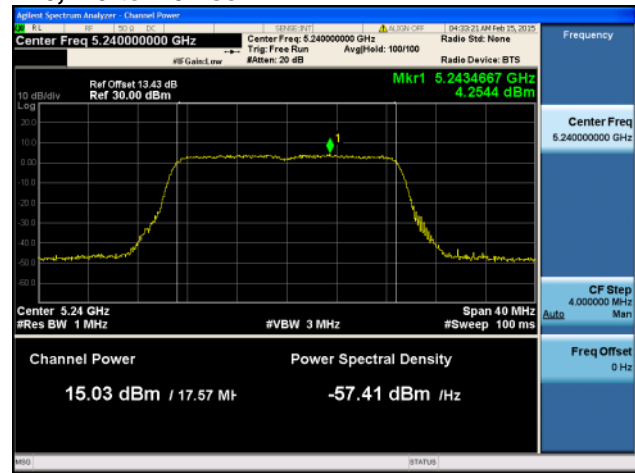 Agilent Spectrum Analyzer - Channel Power
RL RF 50 Ω DC SENSE:INT ALIGN OFF 04:33:21 AM Feb 15, 2015
Center Freq 5.240000000 GHz
Center Freq: 5.240000000 GHz
Radio Std: None
Trig: Free Run Avg|Hold: 100/100
#IFGain:Low #Atten: 20 dB Radio Device: BTS
Frequency
Ref Offset 13.43 dB
10 dB/div Ref 30.00 dBm
Mkr1 5.2434667 GHz
4.2544 dBm
Log
20.0
10.0
0.00
-10.0
-20.0
-30.0
-40.0
-50.0
-60.0
1
Center Freq
5.240000000 GHz
Center 5.24 GHz Span 40 MHz
#Res BW 1 MHz #VBW 3 MHz #Sweep 100 ms
CF Step
4.000000 MHz
Auto Man
Channel Power Power Spectral Density
15.03 dBm / 17.57 MH -57.41 dBm /Hz
Freq Offset
0 Hz
MSG STATUS